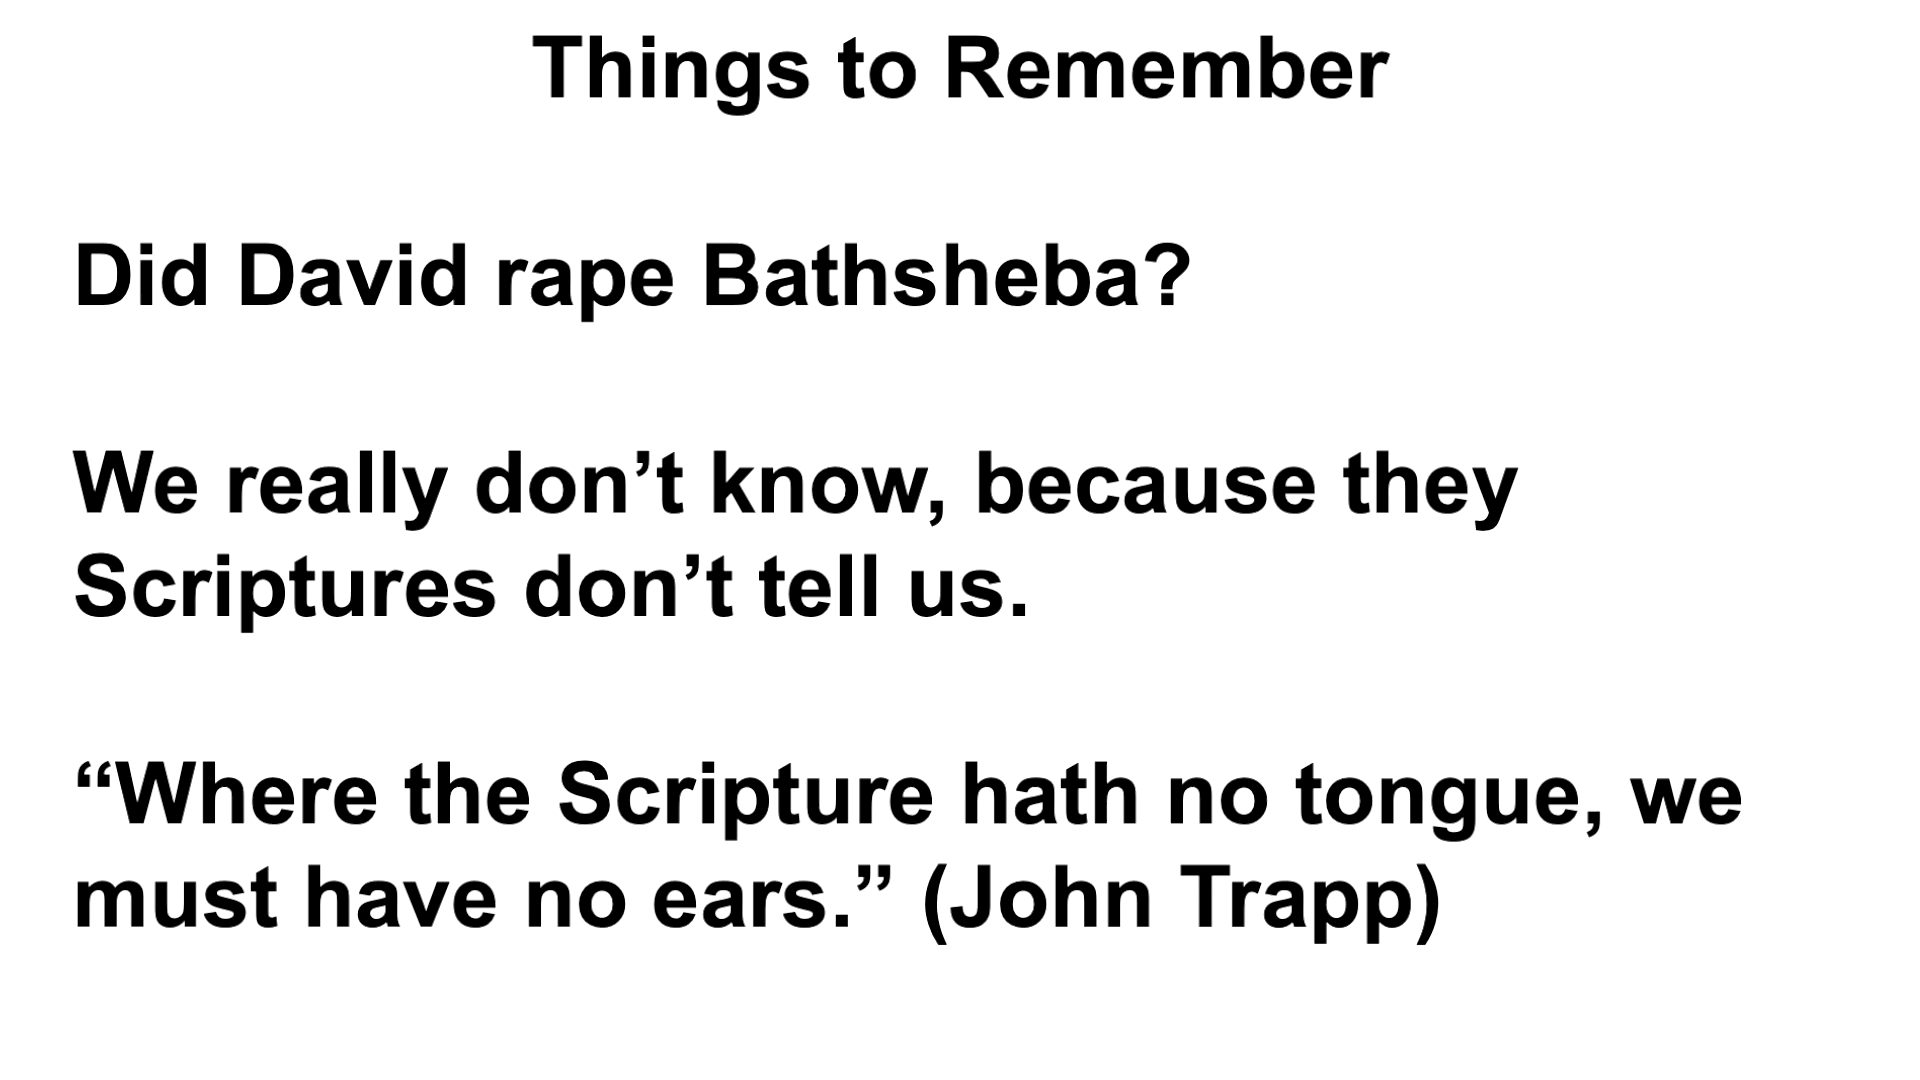 Things to Remember
Did David rape Bathsheba?
We really don’t know, because they
Scriptures don’t tell us.
“Where the Scripture hath no tongue, we
must have no ears.” (John Trapp)